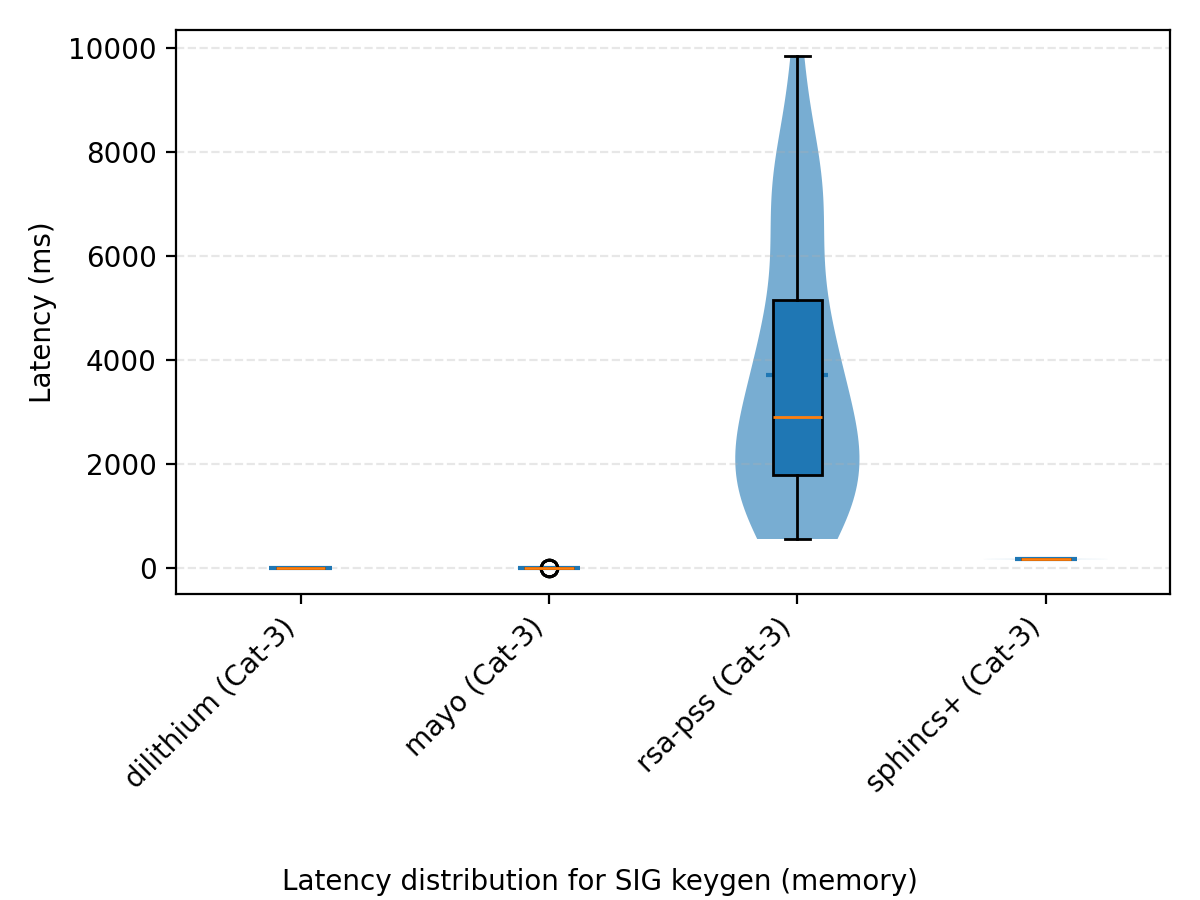 10000
8000
6000
4000
2000
0
Latency (ms)
dilithium (Cat-3)
mayo (Cat-3)
rsa-pss (Cat-3)
sphincs+ (Cat-3)
Latency distribution for SIG keygen (memory)